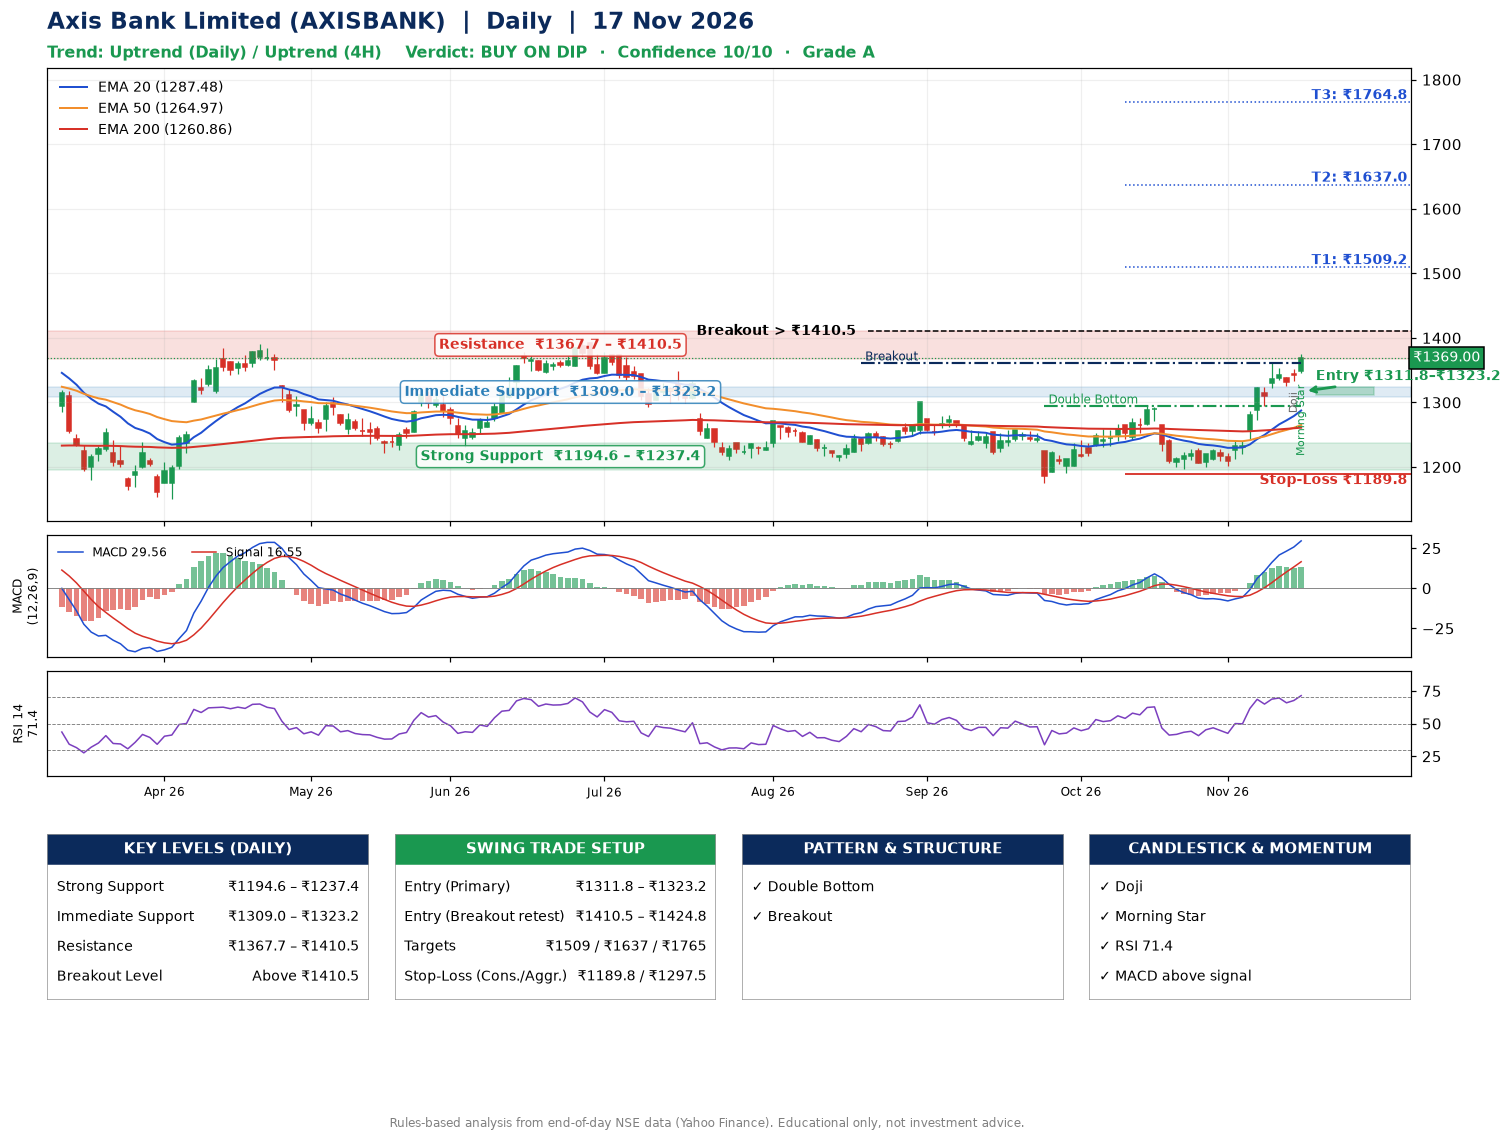 Axis Bank Limited (AXISBANK) | Daily | 17 Nov 2026
Trend: Uptrend (Daily) / Uptrend (4H) Verdict: BUY ON DIP · Confidence 10/10 · Grade A
EMA 20 (1287.48)
EMA 50 (1264.97)
EMA 200 (1260.86)
T3: ₹1764.8
T2: ₹1637.0
T1: ₹1509.2
Breakout > ₹1410.5
Resistance ₹1367.7 – ₹1410.5
Breakout
₹1369.00
Entry ₹1311.8–₹1323.2
Immediate Support ₹1309.0 – ₹1323.2
Double Bottom
Doji
Morning Star
Strong Support ₹1194.6 – ₹1237.4
Stop-Loss ₹1189.8
1800
1700
1600
1500
1400
1300
1200
MACD
(12,26,9)
MACD 29.56
Signal 16.55
25
0
−25
RSI 14
71.4
75
50
25
Apr 26 May 26 Jun 26 Jul 26 Aug 26 Sep 26 Oct 26 Nov 26
KEY LEVELS (DAILY)
Strong Support ₹1194.6 – ₹1237.4
Immediate Support ₹1309.0 – ₹1323.2
Resistance ₹1367.7 – ₹1410.5
Breakout Level Above ₹1410.5
SWING TRADE SETUP
Entry (Primary) ₹1311.8 – ₹1323.2
Entry (Breakout retest) ₹1410.5 – ₹1424.8
Targets ₹1509 / ₹1637 / ₹1765
Stop-Loss (Cons./Aggr.) ₹1189.8 / ₹1297.5
PATTERN & STRUCTURE
✓ Double Bottom
✓ Breakout
CANDLESTICK & MOMENTUM
✓ Doji
✓ Morning Star
✓ RSI 71.4
✓ MACD above signal
Rules-based analysis from end-of-day NSE data (Yahoo Finance). Educational only, not investment advice.